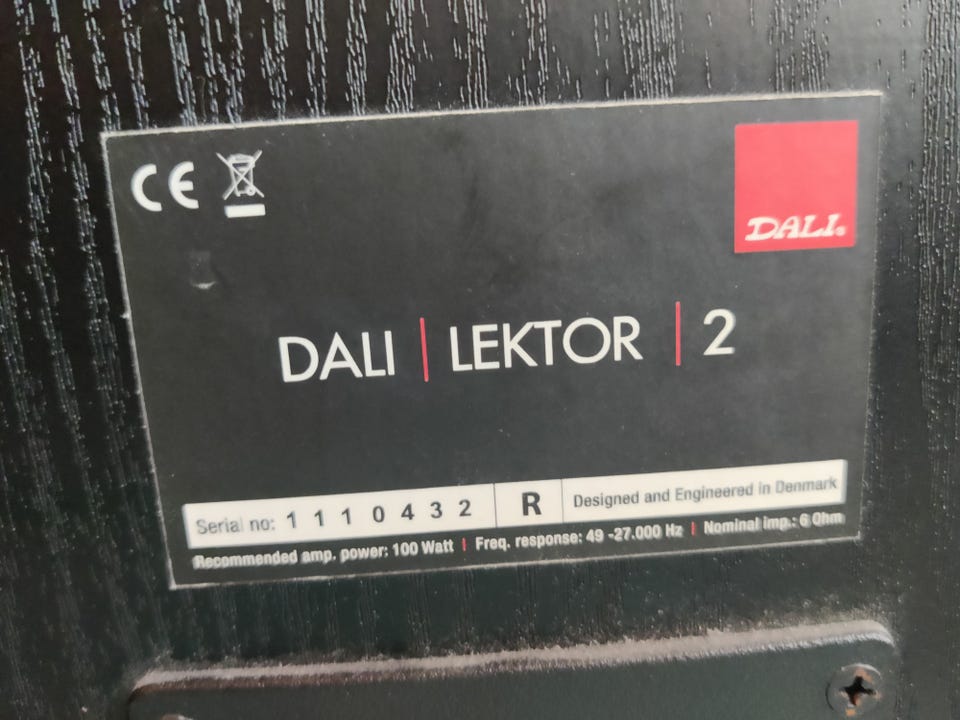 CE
DALI
DALI | LEKTOR | 2
Serial no: 1 1 1 0 4 3 2 R Designed and Engineered in Denmark
Recommended amp. power: 100 Watt | Freq. response: 49 -27.000 Hz | Nominal imp.: 6 Ohm